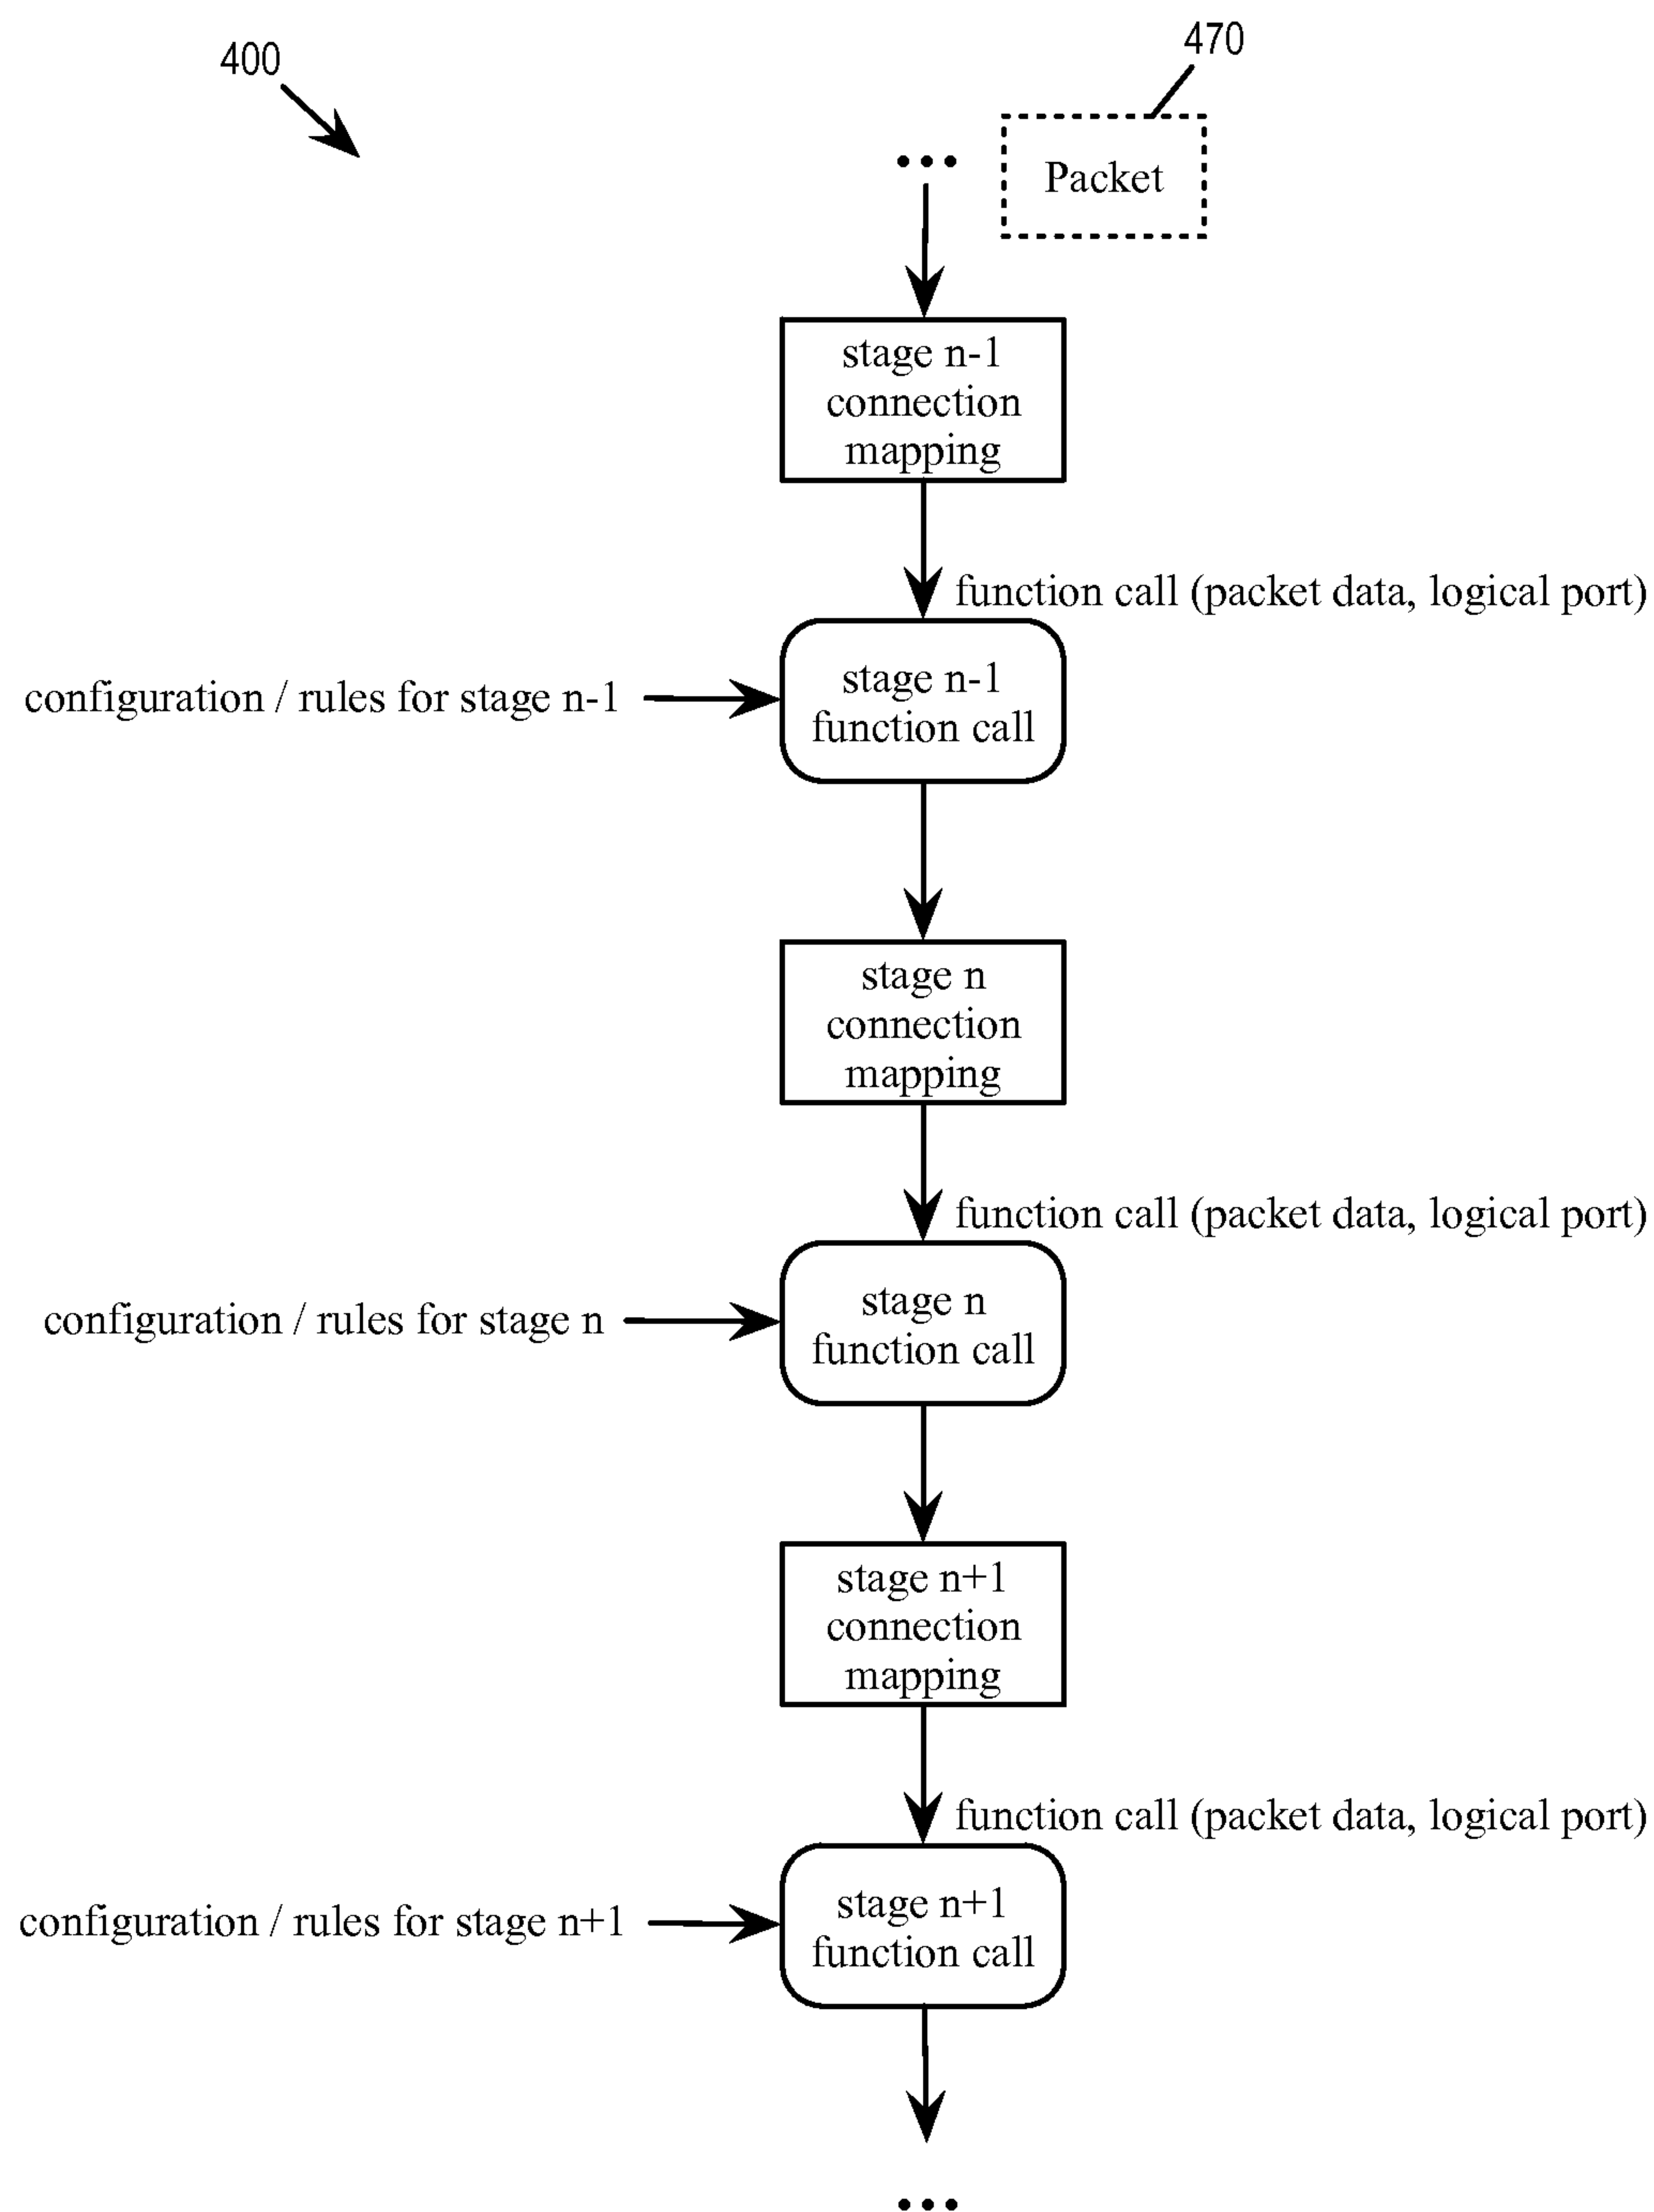 400
470
...
Packet
stage n-1
connection
mapping
function call (packet data, logical port)
configuration / rules for stage n-1
stage n-1
function call
stage n
connection
mapping
function call (packet data, logical port)
configuration / rules for stage n
stage n
function call
stage n+1
connection
mapping
function call (packet data, logical port)
configuration / rules for stage n+1
stage n+1
function call
...